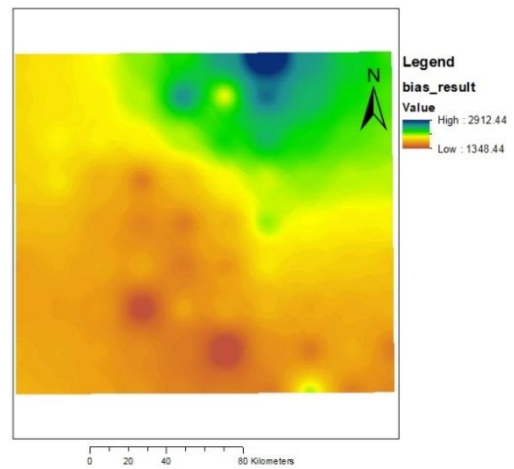 Legend
N
bias_result
Value
High : 2912.44
Low : 1348.44
0 20 40 80 Kilometers